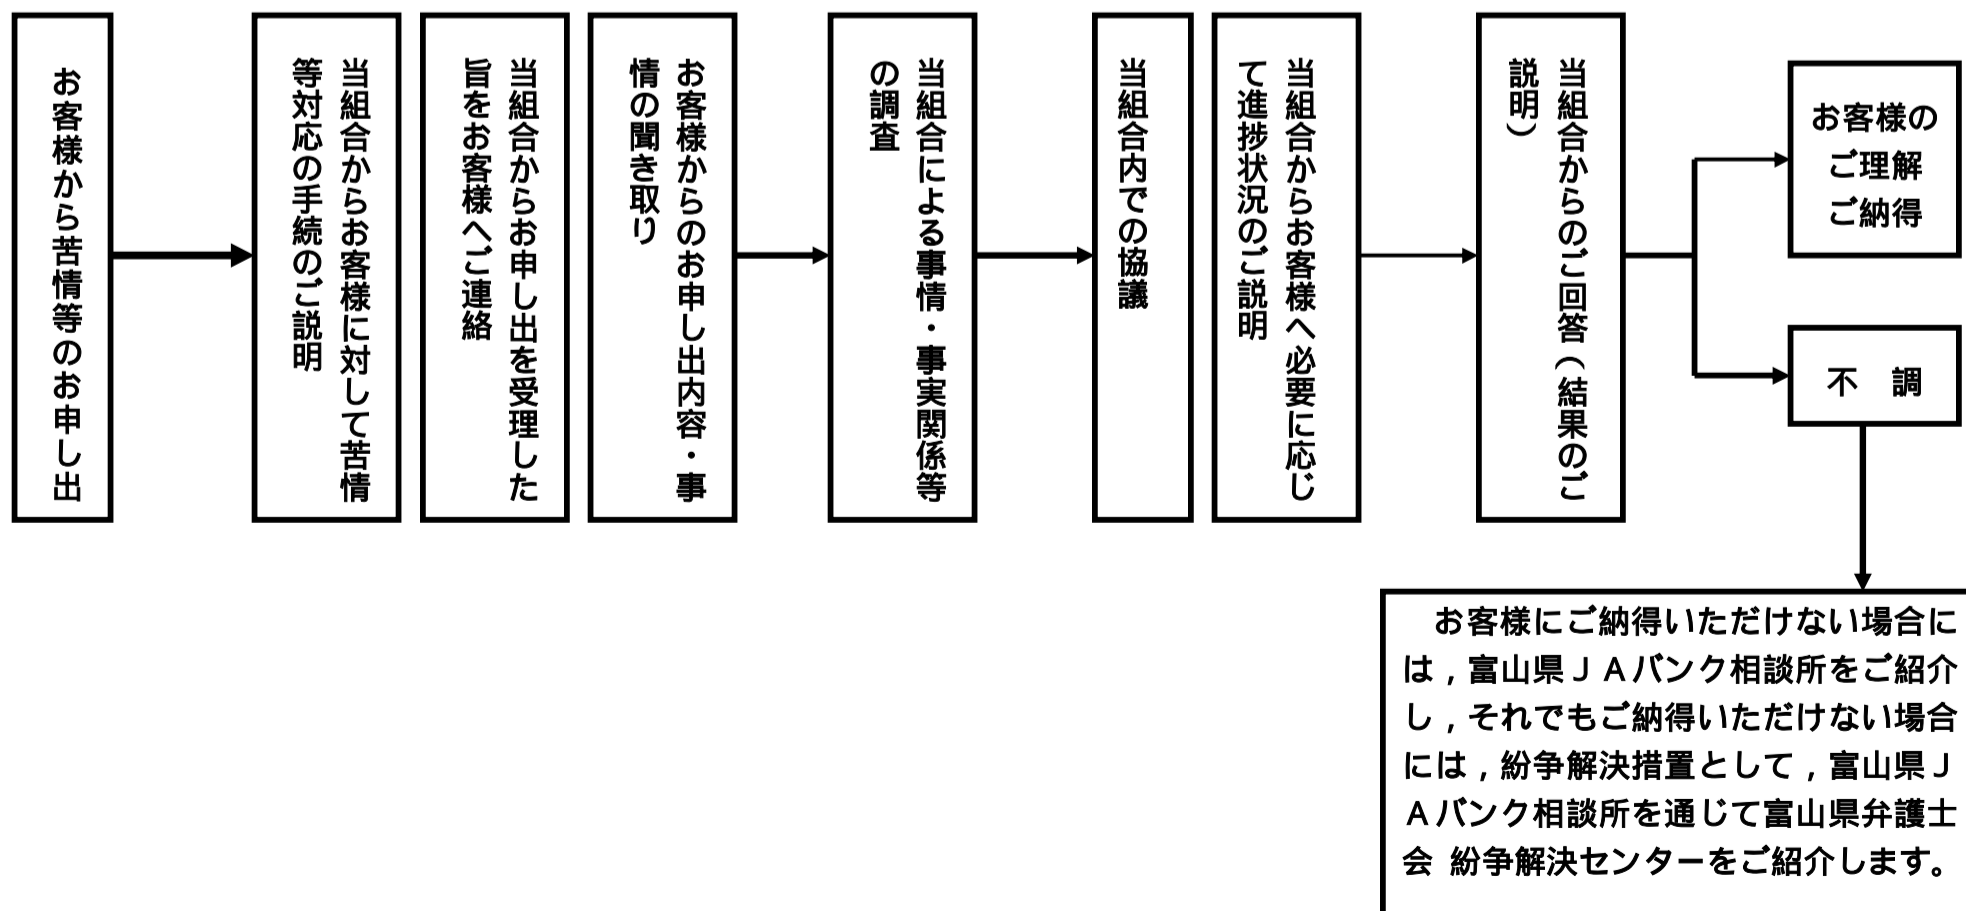 お客様から苦情等のお申し出
当組合からお客様に対して苦情
等対応の手続のご説明
当組合からお申し出を受理した
旨をお客様へご連絡
お客様からのお申し出内容・事
情の聞き取り
当組合による事情・事実関係等
の調査
当組合内での協議
当組合からお客様へ必要に応じ
て進捗状況のご説明
当組合からのご回答（結果のご
説明）
お客様の
ご理解
ご納得
不　調
お客様にご納得いただけない場合に
は，富山県ＪＡバンク相談所をご紹介
し，それでもご納得いただけない場合
には，紛争解決措置として，富山県Ｊ
Ａバンク相談所を通じて富山県弁護士
会 紛争解決センターをご紹介します。